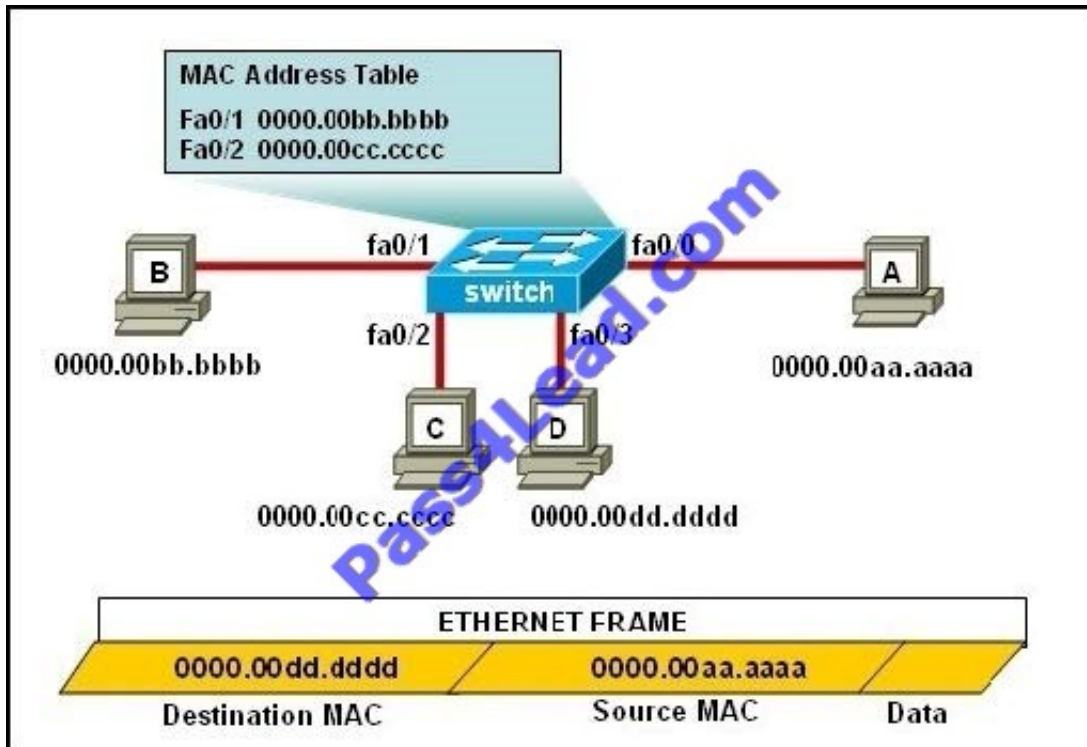 MAC Address Table
Fa0/1 0000.00bb.bbbb
Fa0/2 0000.00cc.cccc
fa0/1
fa0/0
B
A
switch
fa0/2
fa0/3
0000.00bb.bbbb
0000.00aa.aaaa
C
D
0000.00cc.cccc
0000.00dd.dddd
Pass4Lead.com
ETHERNET FRAME
0000.00dd.dddd
0000.00aa.aaaa
Destination MAC
Source MAC
Data